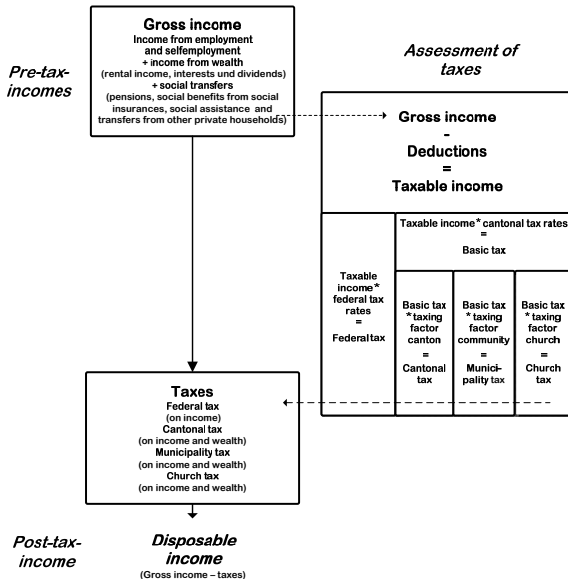 Gross income
Income from employment
and selfemployment
+ income from wealth
(rental income, interests und dividends)
+ social transfers
(pensions, social benefits from social
insurances, social assistance and
transfers from other private households)
Pre-tax-
incomes
Assessment of
taxes
Gross income
-
Deductions
=
Taxable income
Taxable income* cantonal tax rates
=
Basic tax
Taxable
income*
federal tax
rates
=
Federal tax
Basic tax
* taxing
factor
canton
=
Cantonal
tax
Basic tax
* taxing
factor
community
=
Munici-
pality tax
Basic tax
* taxing
factor
church
=
Church
tax
Taxes
Federal tax
(on income)
Cantonal tax
(on income and wealth)
Municipality tax
(on income and wealth)
Church tax
(on income and wealth)
Post-tax-
income
Disposable
income
(Gross income – taxes)